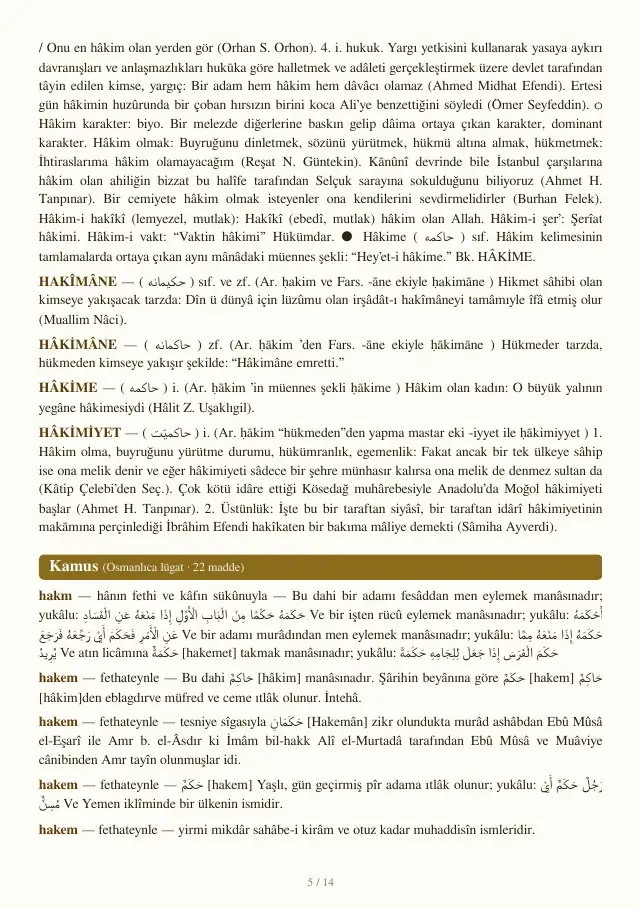 / Onu en hâkim olan yerden gör (Orhan S. Orhon). 4. i. hukuk. Yargı yetkisini kullanarak yasaya aykırı
davranışları ve anlaşmazlıkları hukūka göre halletmek ve adâleti gerçekleştirmek üzere devlet tarafından
tâyin edilen kimse, yargıç: Bir adam hem hâkim hem dâvâcı olamaz (Ahmed Midhat Efendi). Ertesi
gün hâkimin huzûrunda bir çoban hırsızın birini koca Ali’ye benzettiğini söyledi (Ömer Seyfeddin). ○
Hâkim karakter: biyo. Bir melezde diğerlerine baskın gelip dâima ortaya çıkan karakter, dominant
karakter. Hâkim olmak: Buyruğunu dinletmek, sözünü yürütmek, hükmü altına almak, hükmetmek:
İhtiraslarıma hâkim olamayacağım (Reşat N. Güntekin). Kānûnî devrinde bile İstanbul çarşılarına
hâkim olan ahiliğin bizzat bu halîfe tarafından Selçuk sarayına sokulduğunu biliyoruz (Ahmet H.
Tanpınar). Bir cemiyete hâkim olmak isteyenler ona kendilerini sevdirmelidirler (Burhan Felek).
Hâkim-i hakîkî (lemyezel, mutlak): Hakîkî (ebedî, mutlak) hâkim olan Allah. Hâkim-i şer’: Şerîat
hâkimi. Hâkim-i vakt: “Vaktin hâkimi” Hükümdar. ● Hâkime ( حاكمه ) sıf. Hâkim kelimesinin
tamlamalarda ortaya çıkan aynı mânâdaki müennes şekli: “Hey’et-i hâkime.” Bk. HÂKİME.
HAKÎMÂNE — ( حكیمانه ) sıf. ve zf. (Ar. ḥakіm ve Fars. -āne ekiyle ḥakіmāne ) Hikmet sâhibi olan
kimseye yakışacak tarzda: Dîn ü dünyâ için lüzûmu olan irşâdât-ı hakîmâneyi tamâmıyle îfâ etmiş olur
(Muallim Nâci).
HÂKİMÂNE — ( حاكمانه ) zf. (Ar. ḥākim ’den Fars. -āne ekiyle ḥākimāne ) Hükmeder tarzda,
hükmeden kimseye yakışır şekilde: “Hâkimâne emretti.”
HÂKİME — ( حاكمه ) i. (Ar. ḥākim ’in müennes şekli ḥākime ) Hâkim olan kadın: O büyük yalının
yegâne hâkimesiydi (Hâlit Z. Uşaklıgil).
HÂKİMİYET — ( حاكمیّت ) i. (Ar. ḥākim “hükmeden”den yapma mastar eki -iyyet ile ḥākimiyyet ) 1.
Hâkim olma, buyruğunu yürütme durumu, hükümranlık, egemenlik: Fakat ancak bir tek ülkeye sâhip
ise ona melik denir ve eğer hâkimiyeti sâdece bir şehre münhasır kalırsa ona melik de denmez sultan da
(Kâtip Çelebi’den Seç.). Çok kötü idâre ettiği Kösedağ muhârebesiyle Anadolu’da Moğol hâkimiyeti
başlar (Ahmet H. Tanpınar). 2. Üstünlük: İşte bu bir taraftan siyâsî, bir taraftan idârî hâkimiyetinin
makāmına perçinlediği İbrâhim Efendi hakîkaten bir bakıma mâliye demekti (Sâmiha Ayverdi).
Kamus (Osmanlıca lügat · 22 madde)
hakm — hânın fethi ve kâfın sükûnuyla — Bu dahi bir adamı fesâddan men eylemek manâsınadır;
yukâlu: حَكَمَهُ حَكْمًا مِنَ الْبَابِ الْأَوَّلِ إِذَا مَنَعَهُ عَنِ الْفَسَادِ Ve bir işten rücû eylemek manâsınadır; yukâlu: أَحْكَمَهُ
عَنِ الْأَمْرِ فَحَكَمَ أَيْ رَجَّعَهُ فَرَجَعَ Ve bir adamı murâdından men eylemek manâsınadır; yukâlu: حَكَمَهُ إِذَا مَنَعَهُ مِمَّا
يُرِيدُ Ve atın licâmına حَكَمَةٌ [hakemet] takmak manâsınadır; yukâlu: حَكَمَ الْفَرَسَ إِذَا جَعَلَ لِلِجَامِهِ حَكَمَةً
hakem — fethateynle — Bu dahi حَاكِمٌ [hâkim] manâsınadır. Şârihin beyânına göre حَكَمٌ [hakem] حَاكِمٌ
[hâkim]den eblagdırve müfred ve ceme ıtlâk olunur. İntehâ.
hakem — fethateynle — tesniye sîgasıyla حَكَمَانِ [Hakemân] zikr olundukta murâd ashâbdan Ebû Mûsâ
el-Eşarî ile Amr b. el-Âsdır ki İmâm bil-hakk Alî el-Murtadâ tarafından Ebû Mûsâ ve Muâviye
cânibinden Amr tayîn olunmuşlar idi.
hakem — fethateynle — حَكَمٌ [hakem] Yaşlı, gün geçirmiş pîr adama ıtlâk olunur; yukâlu: رَجُلٌ حَكَمٌ أَيْ
مُسِنٌّ Ve Yemen iklîminde bir ülkenin ismidir.
hakem — fethateynle — yirmi mikdâr sahâbe-i kirâm ve otuz kadar muhaddisîn ismleridir.
5 / 14